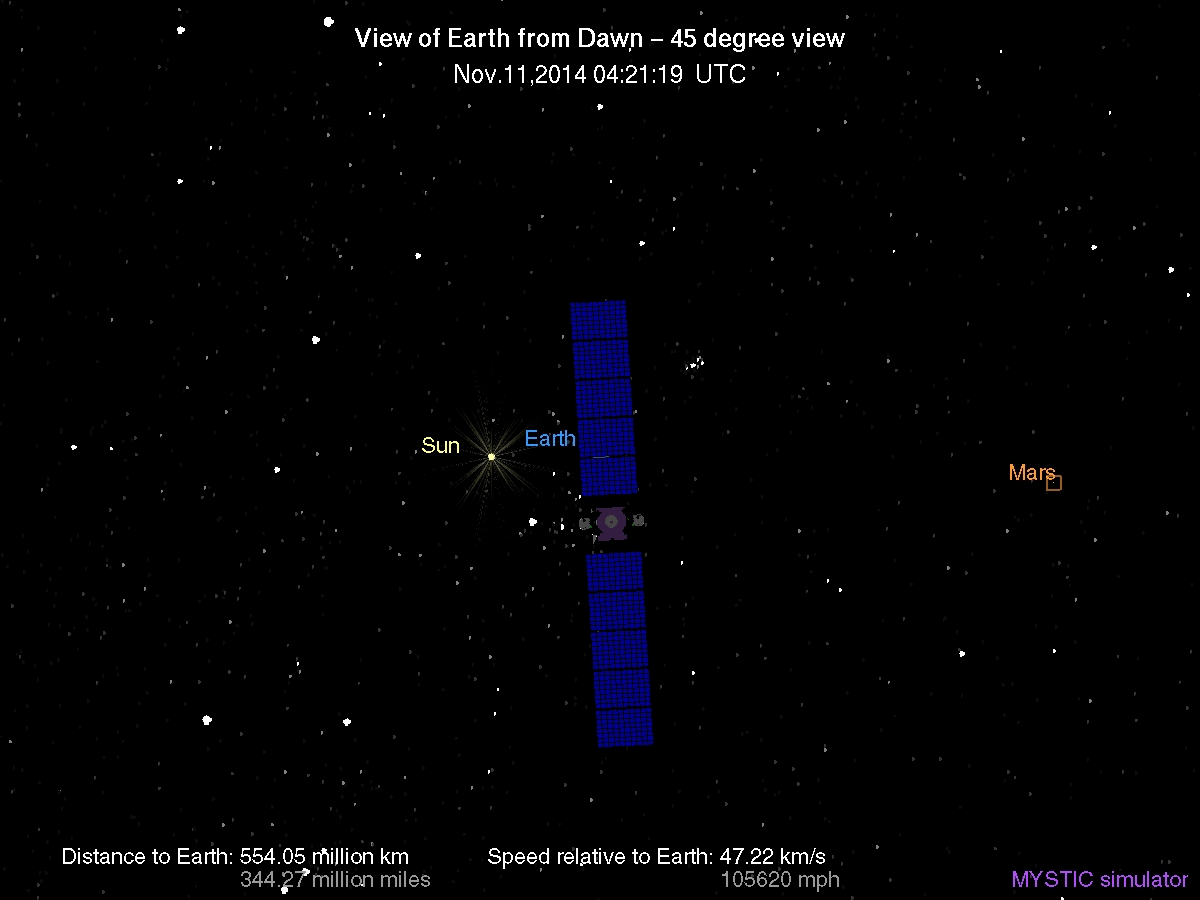 View of Earth from Dawn – 45 degree view
Nov.11,2014 04:21:19 UTC
Sun
Earth
Mars
Distance to Earth: 554.05 million km
344.27 million miles
Speed relative to Earth: 47.22 km/s
105620 mph
MYSTIC simulator